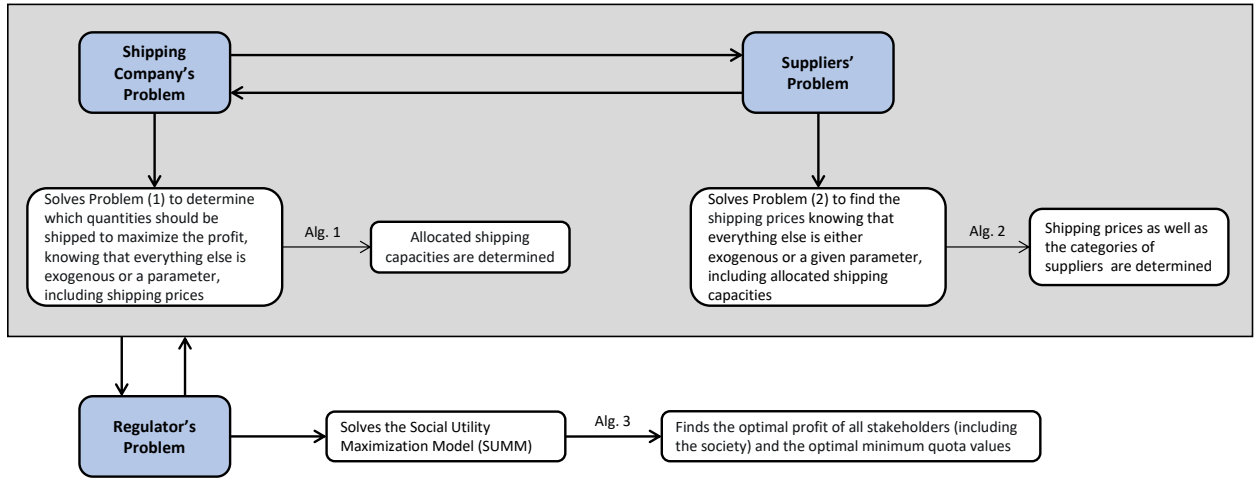 Shipping
Company's
Problem
Suppliers'
Problem
Solves Problem (1) to determine
which quantities should be
shipped to maximize the profit,
knowing that everything else is
exogenous or a parameter,
including shipping prices
Alg. 1
Allocated shipping
capacities are determined
Solves Problem (2) to find the
shipping prices knowing that
everything else is either
exogenous or a given parameter,
including allocated shipping
capacities
Alg. 2
Shipping prices as well as
the categories of
suppliers are determined
Regulator's
Problem
Solves the Social Utility
Maximization Model (SUMM)
Alg. 3
Finds the optimal profit of all stakeholders (including
the society) and the optimal minimum quota values